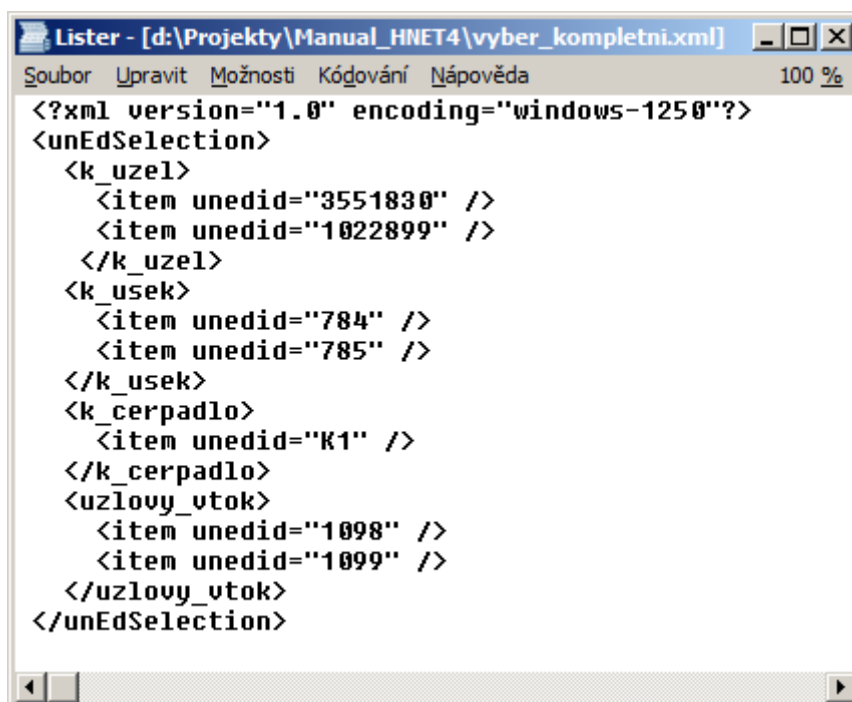 Lister - [d:\Projekty\Manual_HNET4\vyber_kompletni.xml]
Soubor Upravit Možnosti Kódování Nápověda 100 %
<?xml version="1.0" encoding="windows-1250"?>
<unEdSelection>
  <k_uzel>
    <item unedid="3551830" />
    <item unedid="1022899" />
   </k_uzel>
  <k_usek>
    <item unedid="784" />
    <item unedid="785" />
  </k_usek>
  <k_cerpadlo>
    <item unedid="K1" />
  </k_cerpadlo>
  <uzlovy_vtok>
    <item unedid="1098" />
    <item unedid="1099" />
  </uzlovy_vtok>
</unEdSelection>